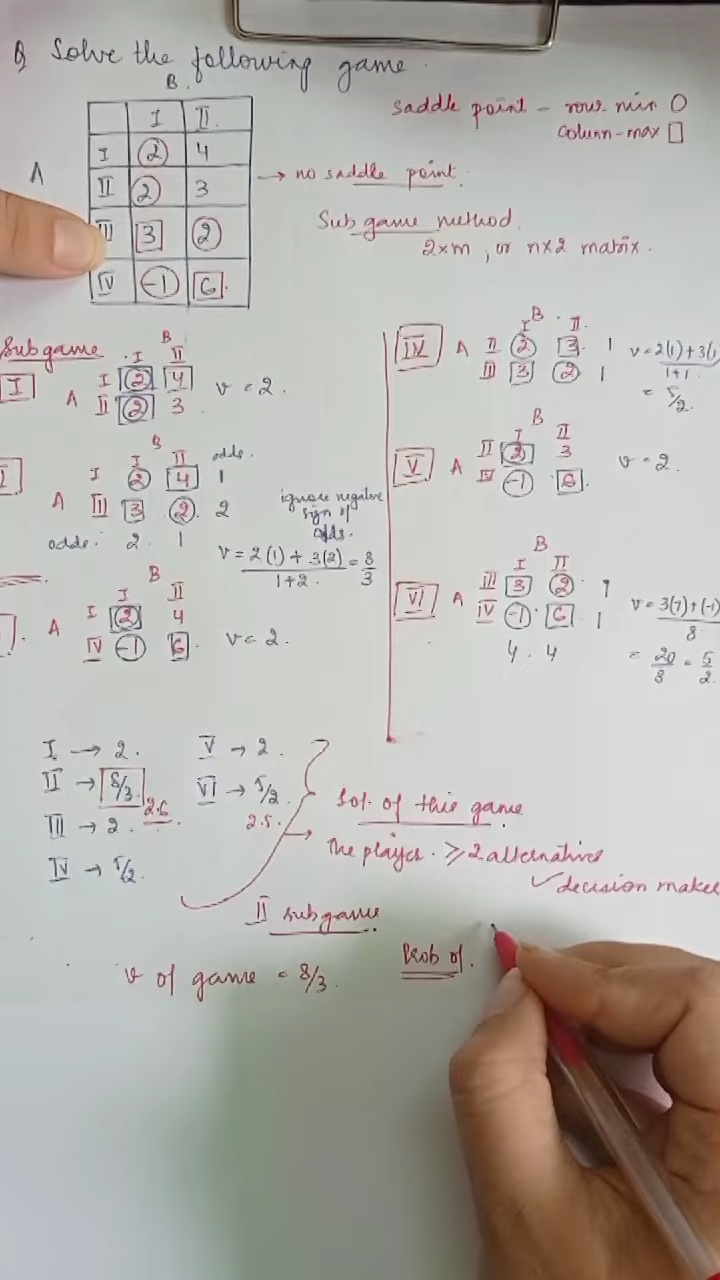 Q Solve the following game.
B.
I II
A
I 2 4
II 2 3
III 3 2
IV -1 6
saddle point - row min O
Column-max □
→ no saddle point.
Sub game method.
2×m, or n×2 matrix.
Subgame
B
I II
I A I 2 4
II 2 3
v = 2.
B
I II odds.
A I 2 4 1
III 3 2 2
odds. 2 1
ignore negative
sign of
odds.
v = 2(1) + 3(2) = 8
1+2. 3
B
I II
A I 2 4
IV -1 6.
v = 2.
B
I II
IV A II 2 3 1
III 3 2 1
v = 2(1)+3(1
1+1
= 5/2.
B
I II
V A II 2 3
IV -1 6
v = 2.
B
I II
VI A III 3 2 7
IV -1 6 1
4 4
v = 3(7)+(-1)
8
= 20 = 5
8 2
I → 2. V → 2.
II → 8/3. VI → 5/2.
2.6 2.5.
III → 2.
IV → 5/2.
Sol. of this game
→ The player. ≥ 2 alternatives
✓ decision make
II subgame
v of game = 8/3.
Prob of.